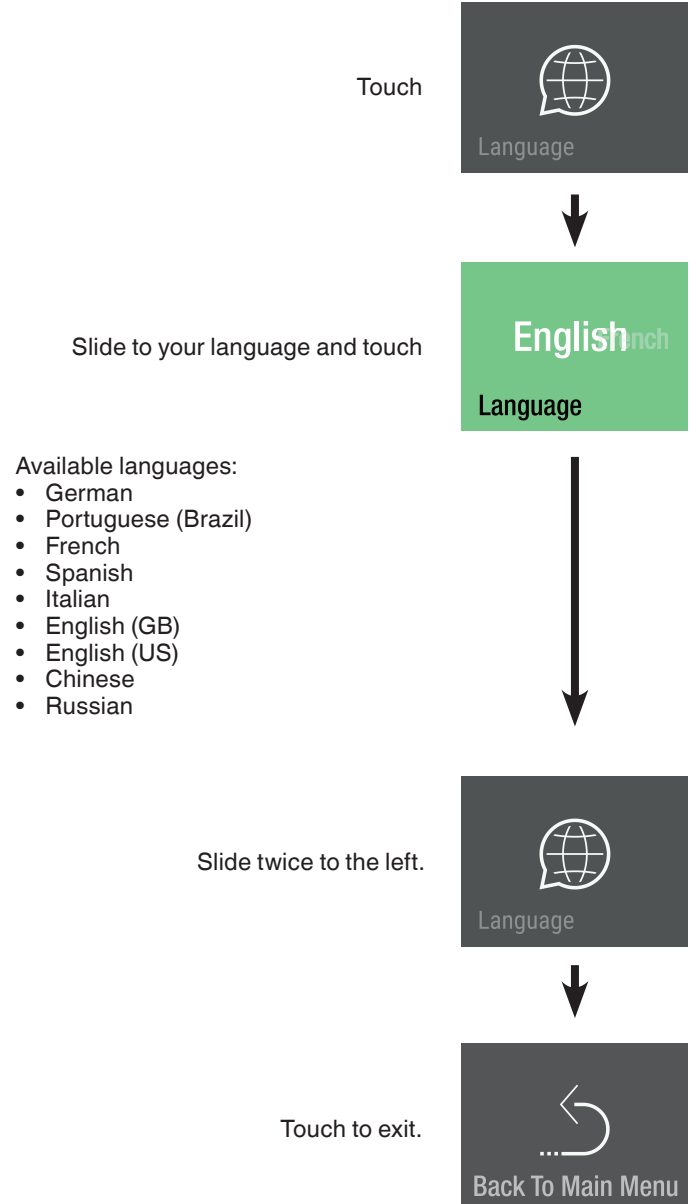 Touch
Language
Slide to your language and touch
English
French
Language
Available languages:
• German
• Portuguese (Brazil)
• French
• Spanish
• Italian
• English (GB)
• English (US)
• Chinese
• Russian
Slide twice to the left.
Language
Touch to exit.
Back To Main Menu